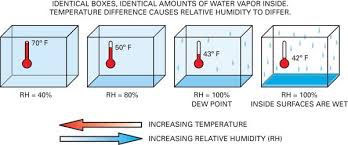 IDENTICAL BOXES, IDENTICAL AMOUNTS OF WATER VAPOR INSIDE.
TEMPERATURE DIFFERENCE CAUSES RELATIVE HUMIDITY TO DIFFER.
70° F
50° F
43° F
42° F
RH = 40%
RH = 80%
RH = 100%
DEW POINT
RH = 100%
INSIDE SURFACES ARE WET
INCREASING TEMPERATURE
INCREASING RELATIVE HUMIDITY (RH)